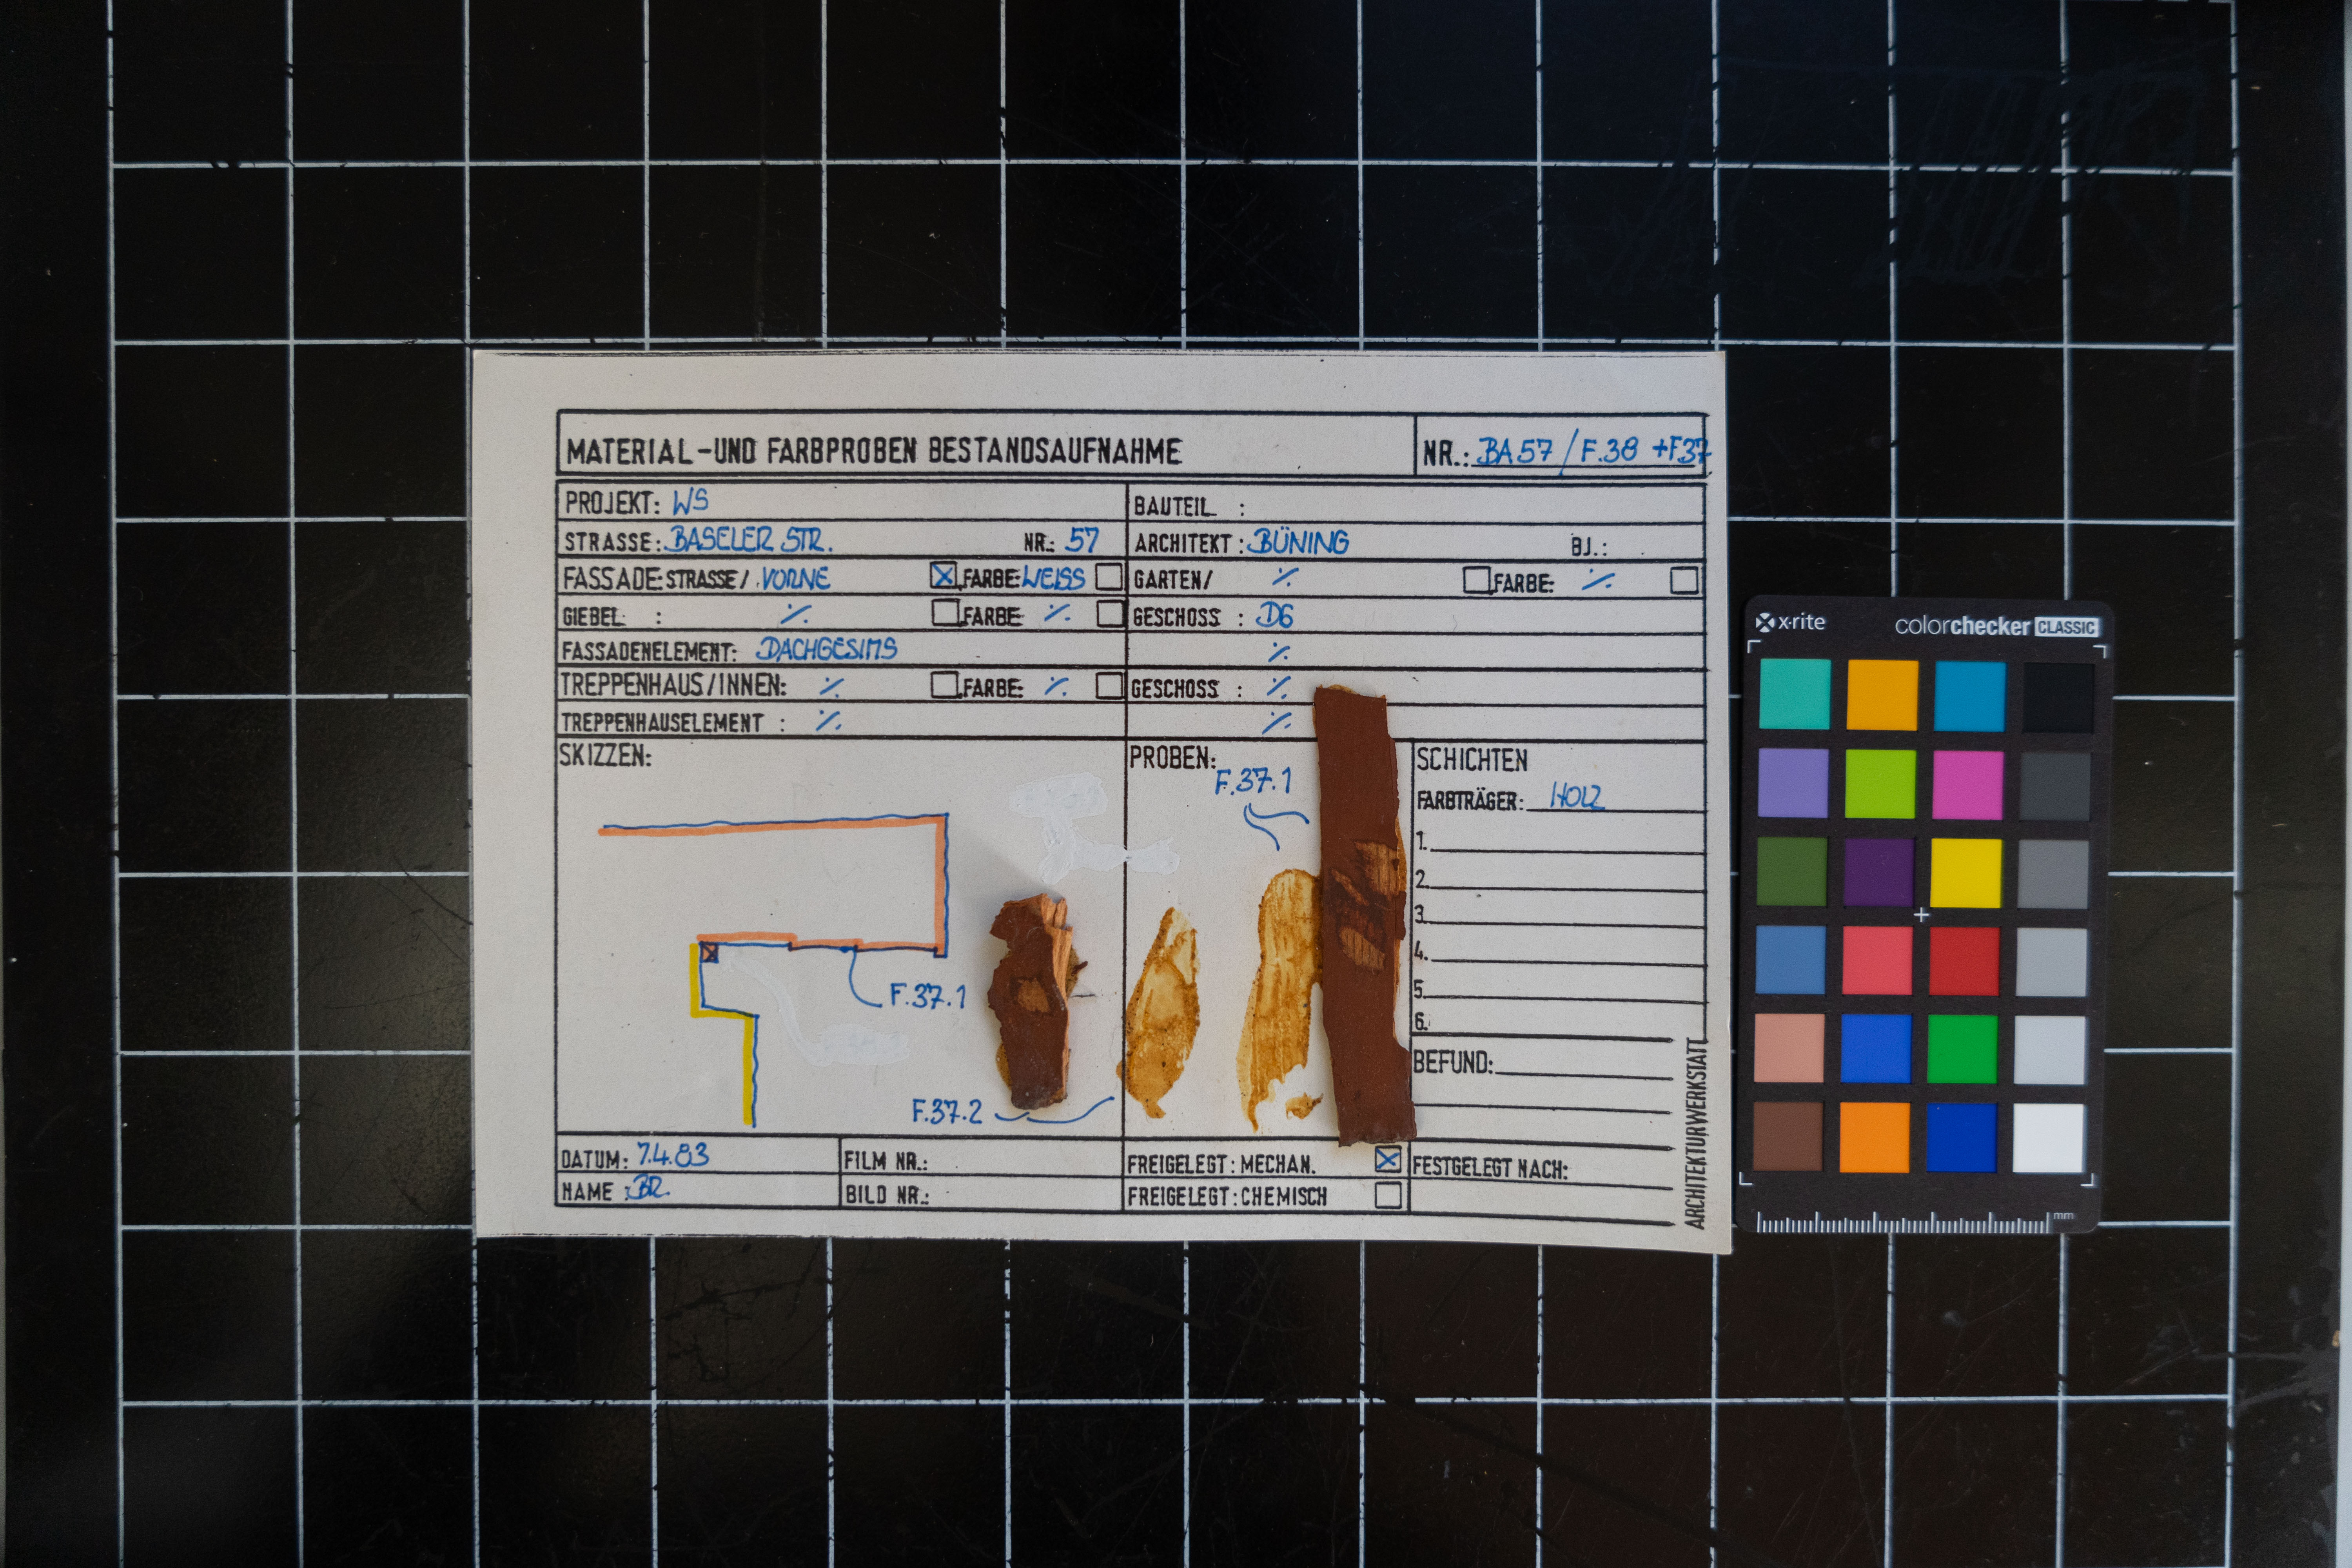 MATERIAL-UND FARBPROBEN BESTANDSAUFNAHME NR.: BA57 / F.38 +F37
PROJEKT: WS BAUTEIL :
STRASSE: BASELER STR. NR.: 57 ARCHITEKT : BÜNING BJ.:
FASSADE: STRASSE/ VORNE FARBE: WEISS GARTEN/ ·/. FARBE: ·/.
GIEBEL : ·/. FARBE ·/. GESCHOSS : DG
FASSADENELEMENT: DACHGESIMS ·/.
TREPPENHAUS/INNEN: ·/. FARBE: ·/. GESCHOSS : ·/.
TREPPENHAUSELEMENT : ·/. ·/.
SKIZZEN: PROBEN: SCHICHTEN
F.37.1
FARBTRÄGER: HOLZ
1.
2.
3.
4.
5.
6.
F.37.1
BEFUND:
F.37.2
DATUM: 7.4.83 FILM NR.: FREIGELEGT: MECHAN. FESTGELEGT NACH:
NAME : BR. BILD NR.: FREIGELEGT: CHEMISCH
ARCHITEKTURWERKSTATT
x-rite colorchecker CLASSIC
mm